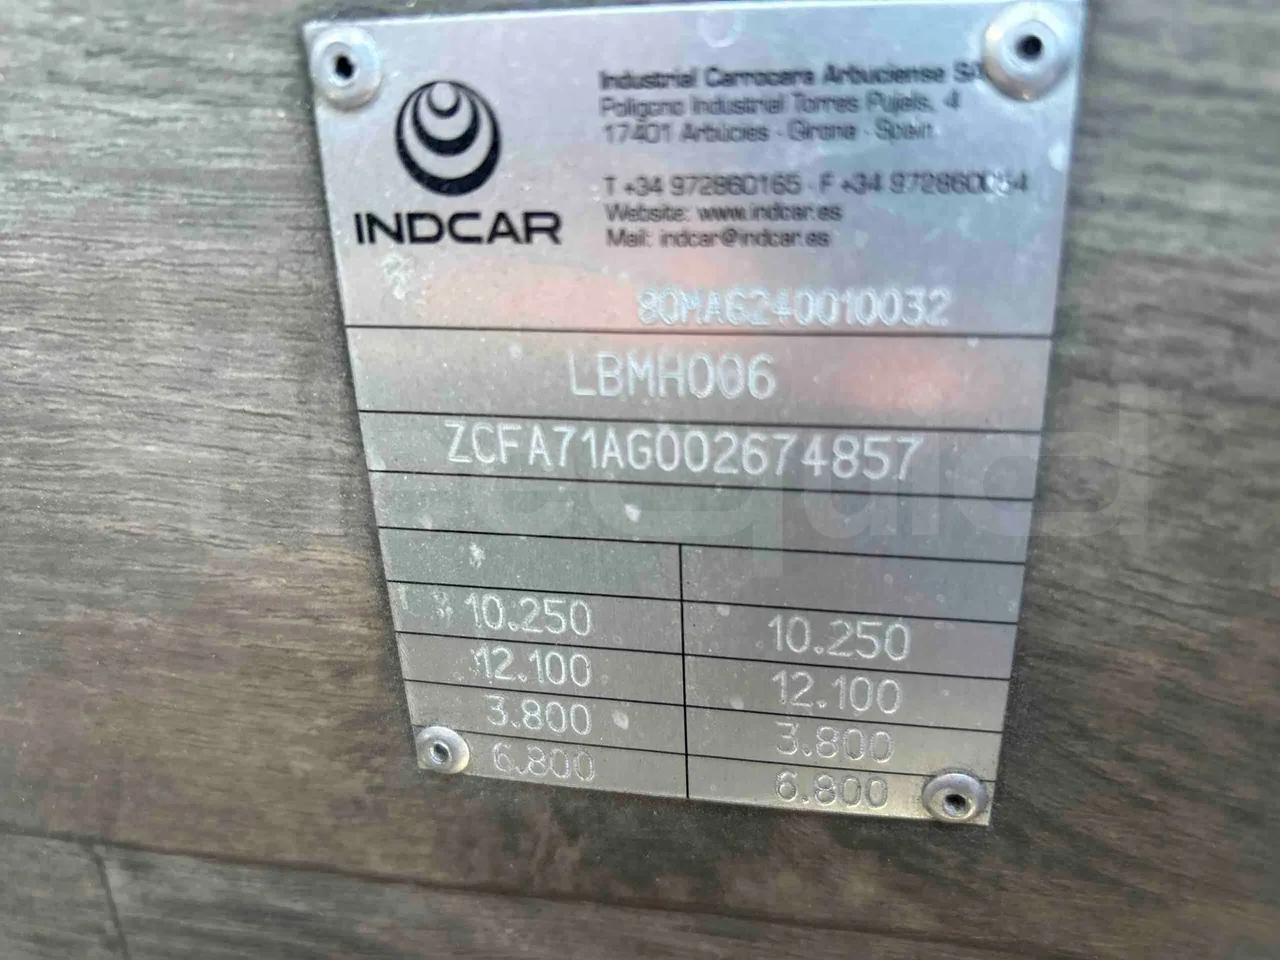 Industrial Carrocera Arbuciense S.A.
Poligono Industrial Torres Pujals, 4
17401 Arbúcies - Girona - Spain
T +34 972860165 - F +34 972860054
Website: www.indcar.es
Mail: indcar@indcar.es
INDCAR
80MA6240010032
LBMH006
ZCFA71AG002674857
10.250 10.250
12.100 12.100
3.800 3.800
6.800 6.800